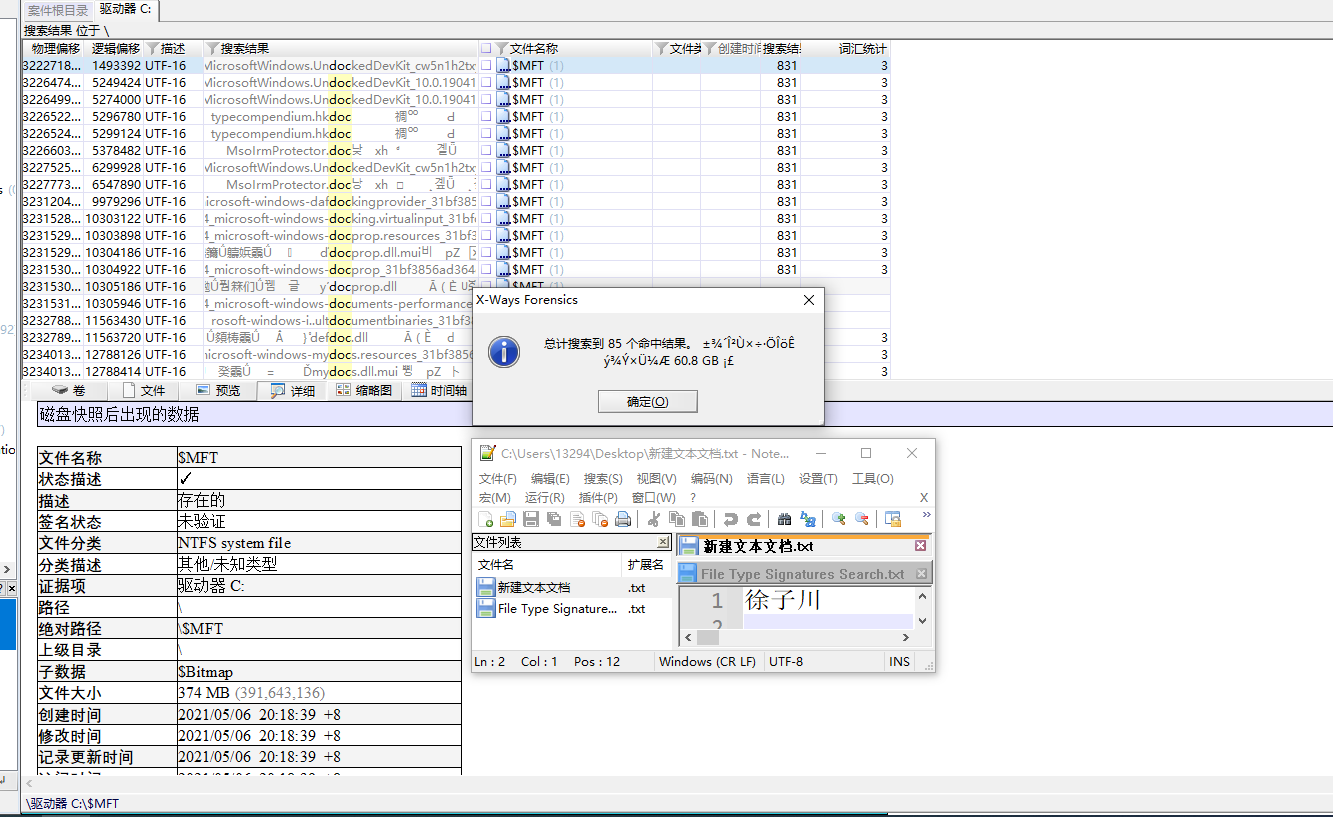 案件根目录 驱动器 C:
搜索结果 位于 \
物理偏移 逻辑偏移 描述 搜索结果 文件名称 创建时间 词汇统计
3222718... 1493392 UTF-16 MicrosoftWindows.UndockedDevKit_cw5n1h2tx $MFT (1) 831 3
3226474... 5249424 UTF-16 MicrosoftWindows.UndockedDevKit_10.0.19041 $MFT (1) 831 3
3226499... 5274000 UTF-16 MicrosoftWindows.UndockedDevKit_10.0.19041 $MFT (1) 831 3
3226522... 5296780 UTF-16 typecompendium.hkdoc $MFT (1) 831 3
3226524... 5299124 UTF-16 typecompendium.hkdoc $MFT (1) 831 3
3226603... 5378482 UTF-16 MsoIrmProtector.doc $MFT (1) 831 3
3227525... 6299928 UTF-16 MicrosoftWindows.UndockedDevKit_cw5n1h2tx $MFT (1) 831 3
3227773... 6547890 UTF-16 MsoIrmProtector.doc $MFT (1) 831 3
3231204... 9979296 UTF-16 icrosoft-windows-dafdockingprovider_31bf385 $MFT (1) 831 3
3231528... 10303122 UTF-16 4_microsoft-windows-docking.virtualinput_31bf $MFT (1) 831 3
3231529... 10303898 UTF-16 4_microsoft-windows-docprop.resources_31bf3 $MFT (1) 831 3
3231529... 10304186 UTF-16 docprop.dll.mui $MFT (1) 831 3
3231530... 10304922 UTF-16 4_microsoft-windows-docprop_31bf3856ad364 $MFT (1) 831 3
3231530... 10305186 UTF-16 docprop.dll
3231531... 10305946 UTF-16 4_microsoft-windows-documents-performance
3232788... 11563430 UTF-16 rosoft-windows-i..ultdocumentbinaries_31bf3
3232789... 11563720 UTF-16 defdoc.dll 3
3234013... 12788126 UTF-16 microsoft-windows-mydocs.resources_31bf3856 3
3234013... 12788414 UTF-16 mydocs.dll.mui 3
X-Ways Forensics
总计搜索到 85 个命中结果。 ±¾´Î²Ù×÷·ÖÎöÊ
ý¾Ý×Ü¼Æ 60.8 GB ¡£
确定(O)
卷 文件 预览 详细 缩略图 时间轴
磁盘快照后出现的数据
文件名称 $MFT
状态描述 ✓
描述 存在的
签名状态 未验证
文件分类 NTFS system file
分类描述 其他/未知类型
证据项 驱动器 C:
路径 \
绝对路径 \$MFT
上级目录 \
子数据 $Bitmap
文件大小 374 MB (391,643,136)
创建时间 2021/05/06 20:18:39 +8
修改时间 2021/05/06 20:18:39 +8
记录更新时间 2021/05/06 20:18:39 +8
C:\Users\13294\Desktop\新建文本文档.txt - Note...
文件(F) 编辑(E) 搜索(S) 视图(V) 编码(N) 语言(L) 设置(T) 工具(O)
宏(M) 运行(R) 插件(P) 窗口(W) ? X
文件列表
新建文本文档.txt
文件名 扩展名
File Type Signatures Search.txt
新建文本文档 .txt
File Type Signature... .txt
1 徐子川
2
Ln : 2 Col : 1 Pos : 12 Windows (CR LF) UTF-8 INS
\驱动器 C:\$MFT